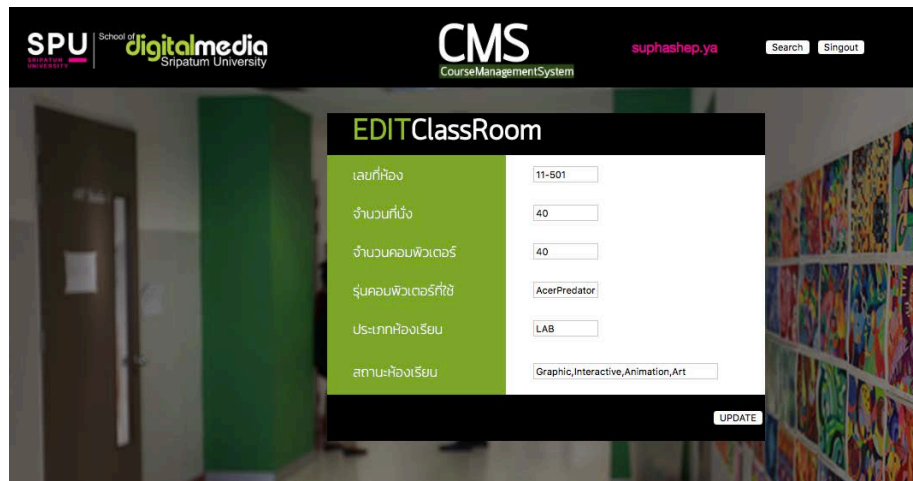 SPU
SRIPATUM
UNIVERSITY
School of
digitalmedia
Sripatum University
CMS
CourseManagementSystem
suphashep.ya
Search
Singout
EDITClassRoom
เลขที่ห้อง 11-501
จำนวนที่นั่ง 40
จำนวนคอมพิวเตอร์ 40
รุ่นคอมพิวเตอร์ที่ใช้ AcerPredator
ประเภทห้องเรียน LAB
สถานะห้องเรียน Graphic,Interactive,Animation,Art
UPDATE